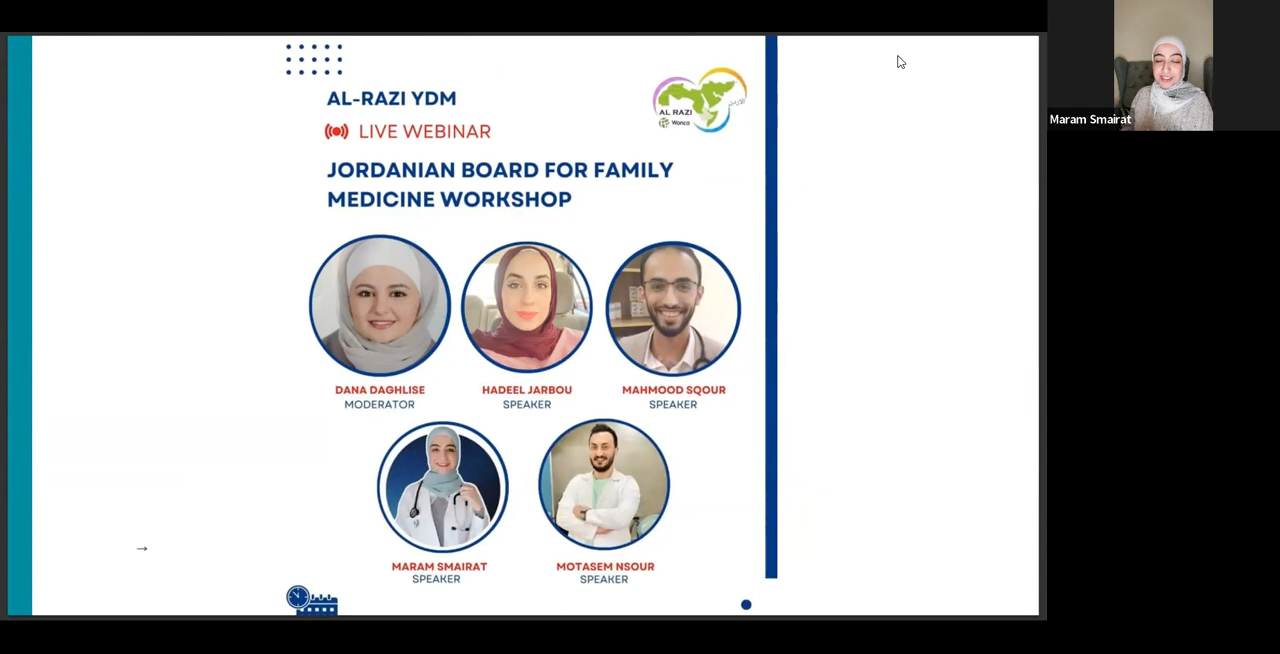 AL-RAZI YDM
LIVE WEBINAR
AL RAZI
Wonca
JORDANIAN BOARD FOR FAMILY
MEDICINE WORKSHOP
DANA DAGHLISE
MODERATOR
HADEEL JARBOU
SPEAKER
MAHMOOD SQOUR
SPEAKER
MARAM SMAIRAT
SPEAKER
MOTASEM NSOUR
SPEAKER
Maram Smairat